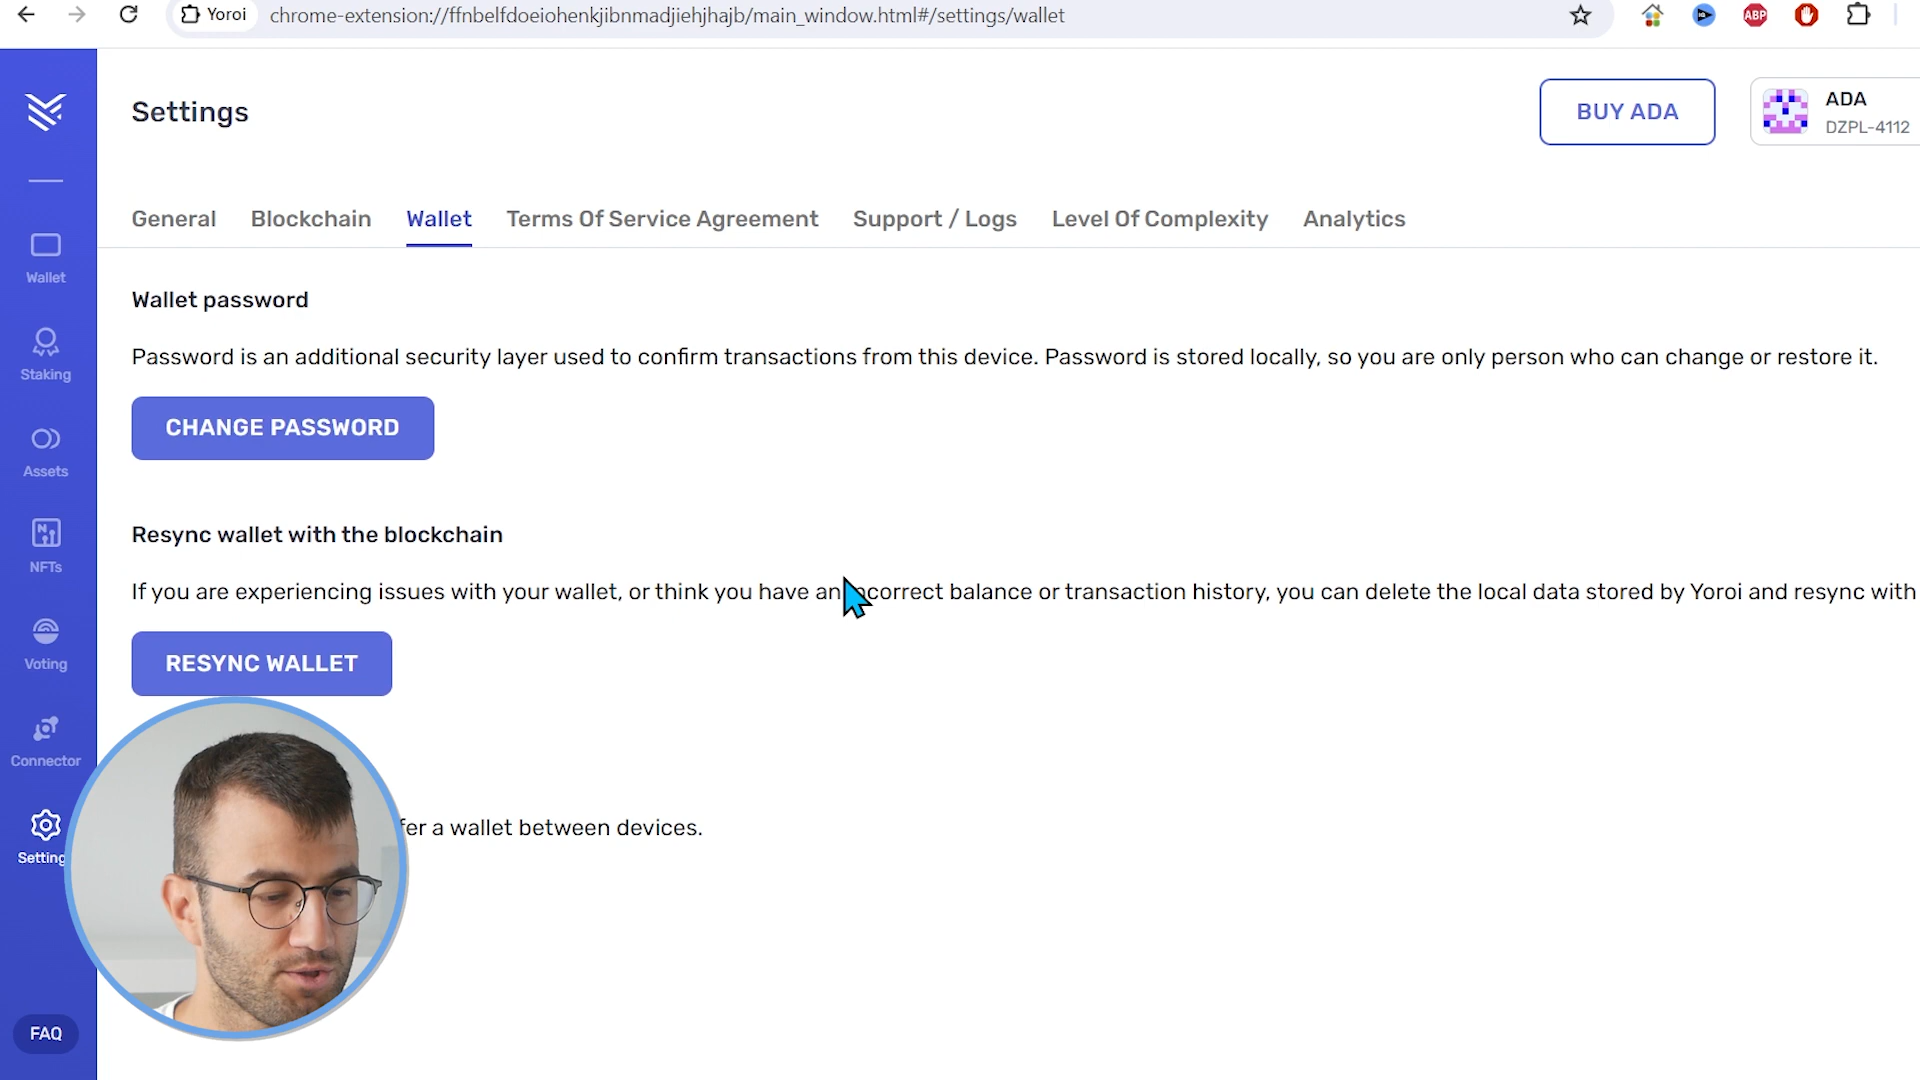 Yoroi
chrome-extension://ffnbelfdoeiohenkjibnmadjiehjhajb/main_window.html#/settings/wallet
ABP
Settings
BUY ADA
ADA
DZPL-4112
General Blockchain Wallet Terms Of Service Agreement Support / Logs Level Of Complexity Analytics
Wallet
Staking
Assets
NFTs
Voting
Connector
Setting
FAQ
Wallet password
Password is an additional security layer used to confirm transactions from this device. Password is stored locally, so you are only person who can change or restore it.
CHANGE PASSWORD
Resync wallet with the blockchain
If you are experiencing issues with your wallet, or think you have an correct balance or transaction history, you can delete the local data stored by Yoroi and resync with
RESYNC WALLET
fer a wallet between devices.